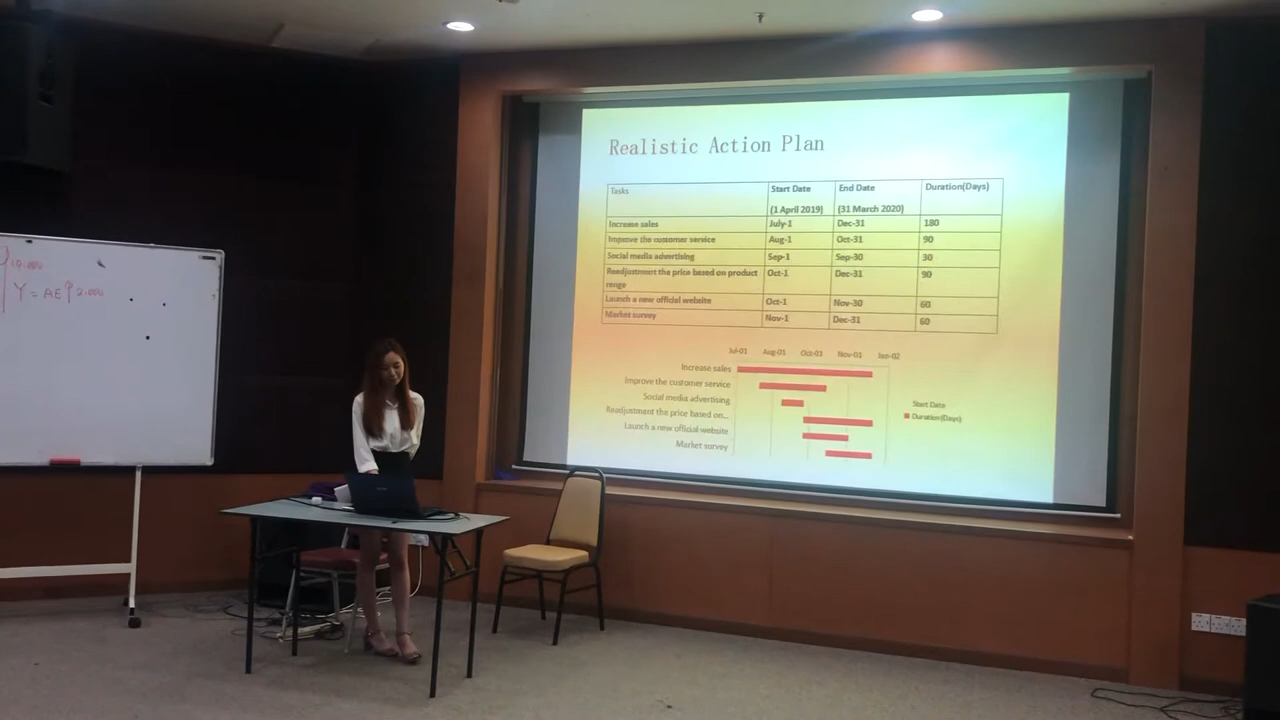 10.000
Y = AE 2.000
Realistic Action Plan
Tasks Start Date End Date Duration(Days)
(1 April 2019) (31 March 2020)
Increase sales July-1 Dec-31 180
Improve the customer service Aug-1 Oct-31 90
Social media advertising Sep-1 Sep-30 30
Readjustment the price based on product Oct-1 Dec-31 90
range
Launch a new official website Oct-1 Nov-30 60
Market survey Nov-1 Dec-31 60
Jul-01 Aug-01 Oct-01 Nov-01 Jan-02
Increase sales
Improve the customer service
Social media advertising
Readjustment the price based on...
Launch a new official website
Market survey
Start Date
Duration(Days)